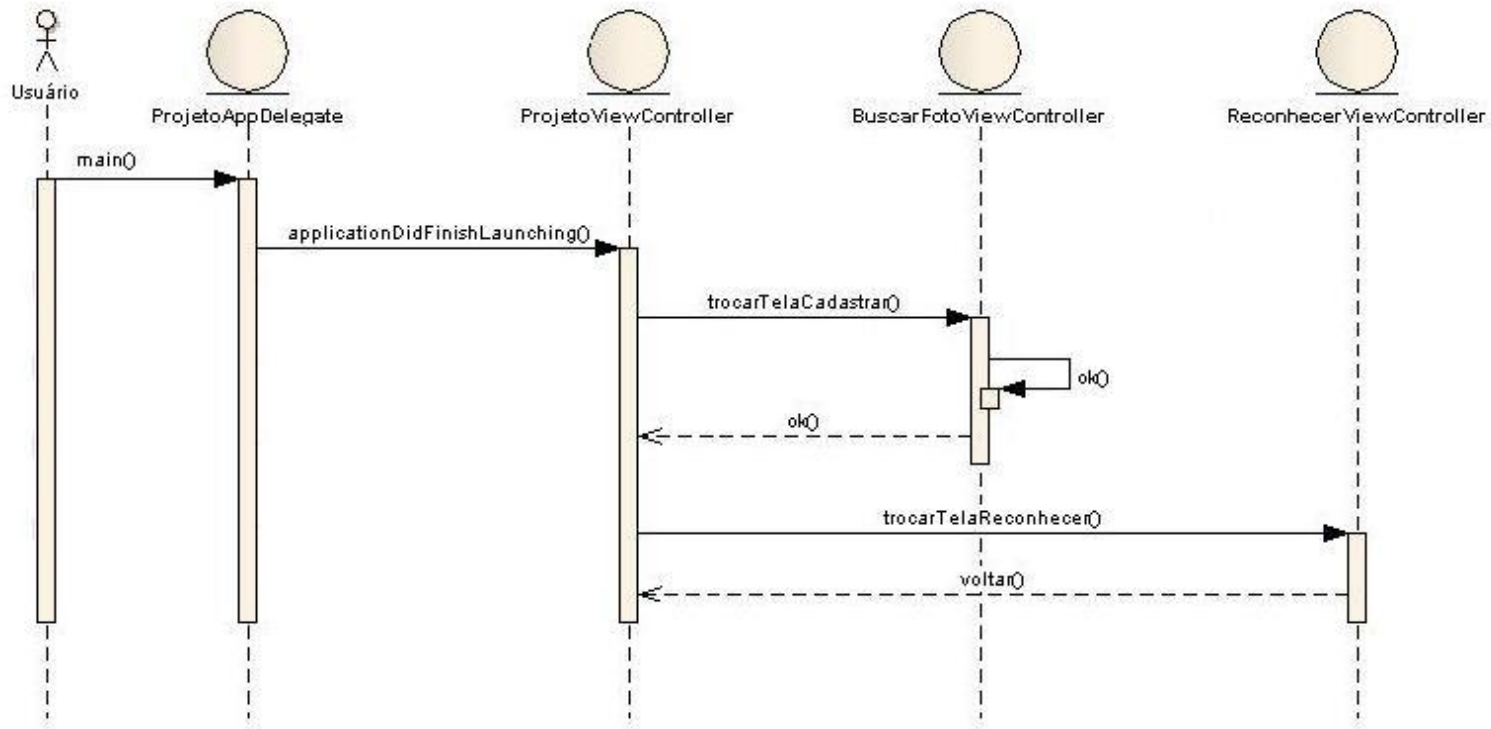 Usuário
ProjetoAppDelegate
ProjetoViewController
BuscarFotoViewController
ReconhecerViewController
main()
applicationDidFinishLaunching()
trocarTelaCadastrar()
ok()
ok()
trocarTelaReconhecer()
voltar()